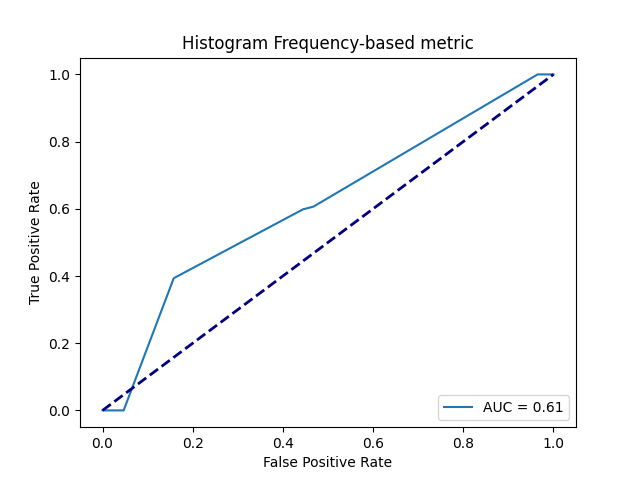 Histogram Frequency-based metric
True Positive Rate
1.0
0.8
0.6
0.4
0.2
0.0
AUC = 0.61
0.0 0.2 0.4 0.6 0.8 1.0
False Positive Rate